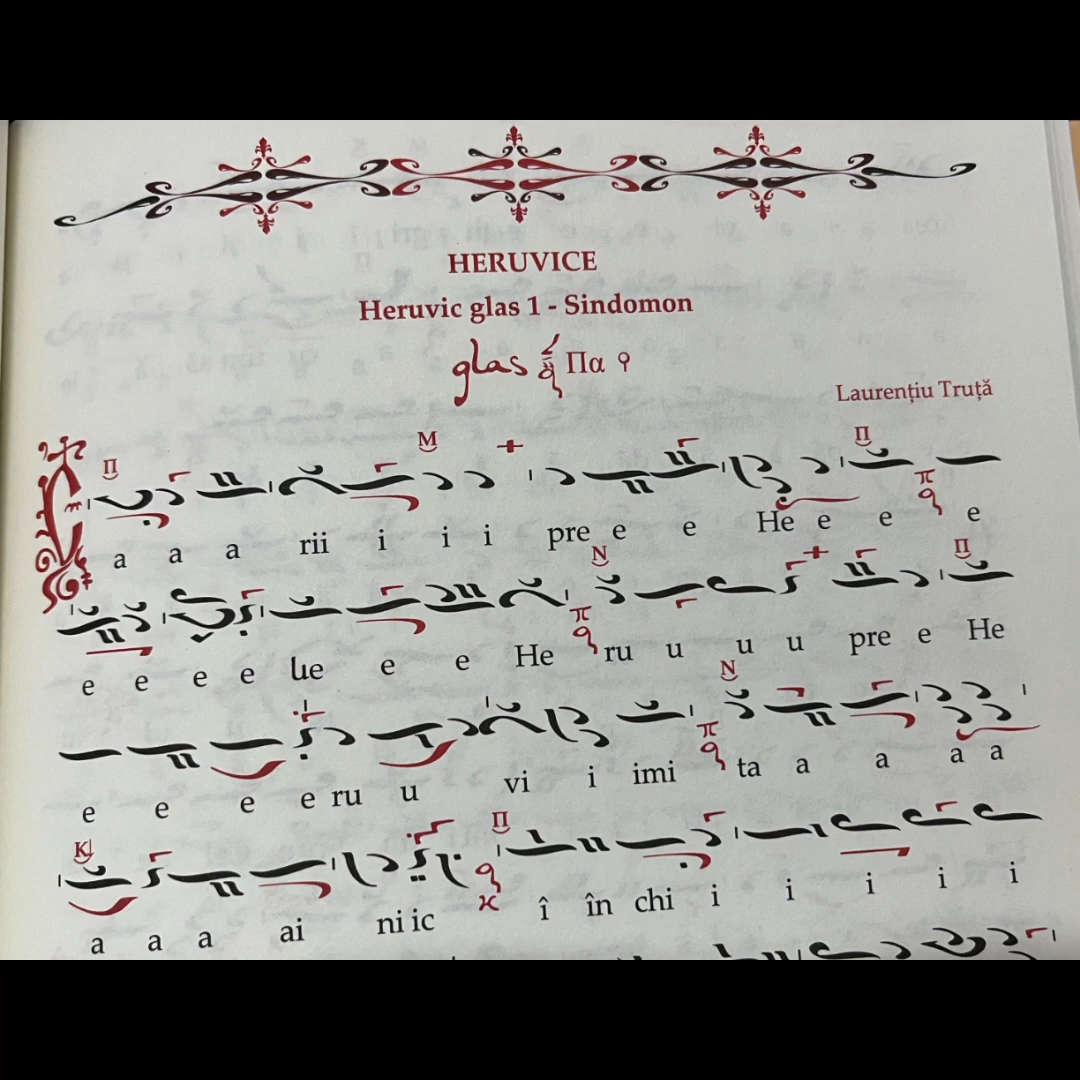 HERUVICE
Heruvic glas 1 - Sindomon
glas Πα
Laurențiu Truță
Π M Π
C a a a rii i i i pre e e He e e π e
N Π
e e e e ue e e He π ru u u u pre e He
N
e e e e ru u vi i imi π ta a a a a
K Π
a a a ai ni ic ϰ î în chi i i i i i